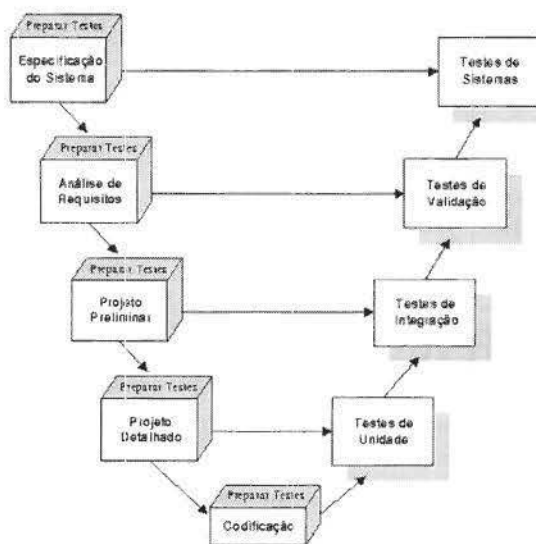 Preparar Testes
Especificação
do Sistema
Testes de
Sistemas
Preparar Testes
Análise de
Requisitos
Testes de
Validação
Preparar Testes
Projeto
Preliminar
Testes de
Integração
Preparar Testes
Projeto
Detalhado
Testes de
Unidade
Preparar Testes
Codificação